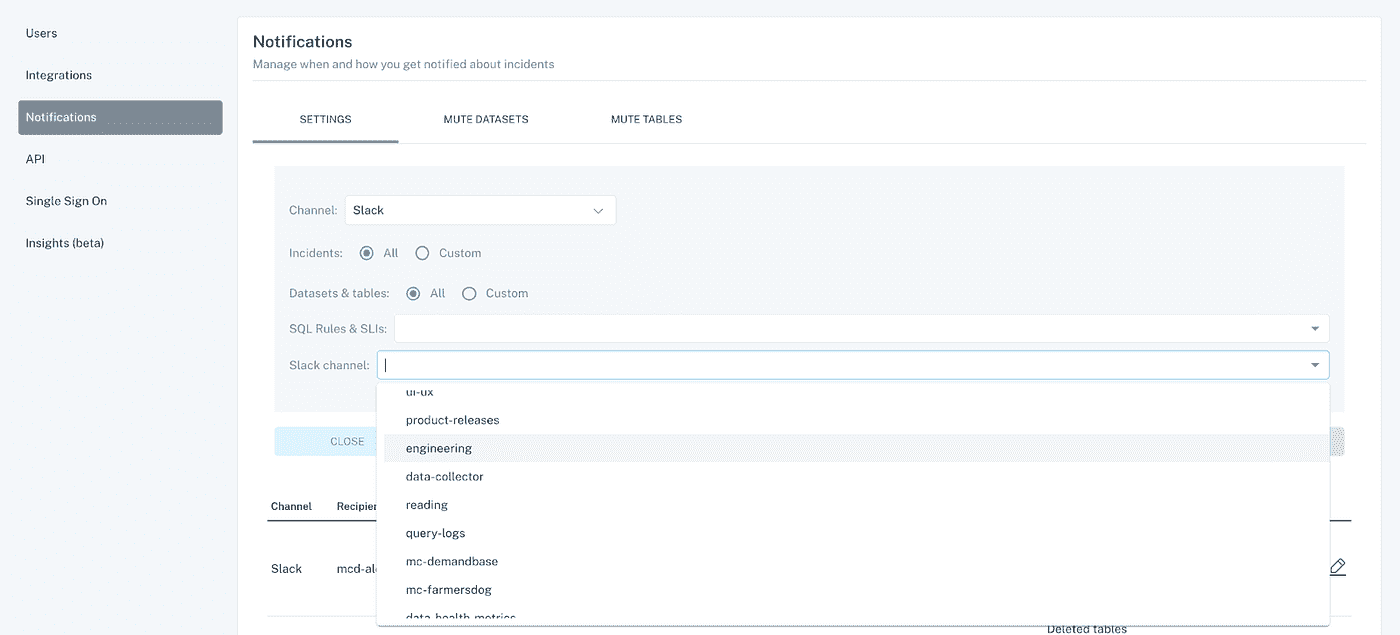 Users
Integrations
Notifications
API
Single Sign On
Insights (beta)
Notifications
Manage when and how you get notified about incidents
SETTINGS MUTE DATASETS MUTE TABLES
Channel: Slack
Incidents: All Custom
Datasets & tables: All Custom
SQL Rules & SLIs:
Slack channel:
ui-ux
product-releases
engineering
data-collector
reading
query-logs
mc-demandbase
mc-farmersdog
data-health-metrics
CLOSE
Channel Recipien
Slack mcd-al
Deleted tables